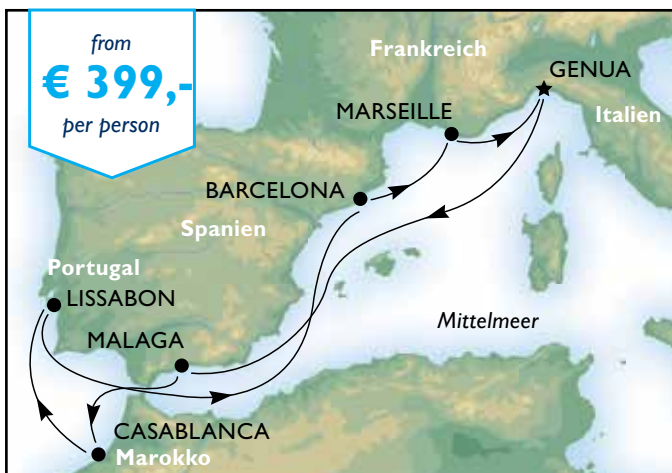 from
€ 399,-
per person
Frankreich
GENUA
MARSEILLE
Italien
BARCELONA
Spanien
Portugal
LISSABON
Mittelmeer
MALAGA
CASABLANCA
Marokko